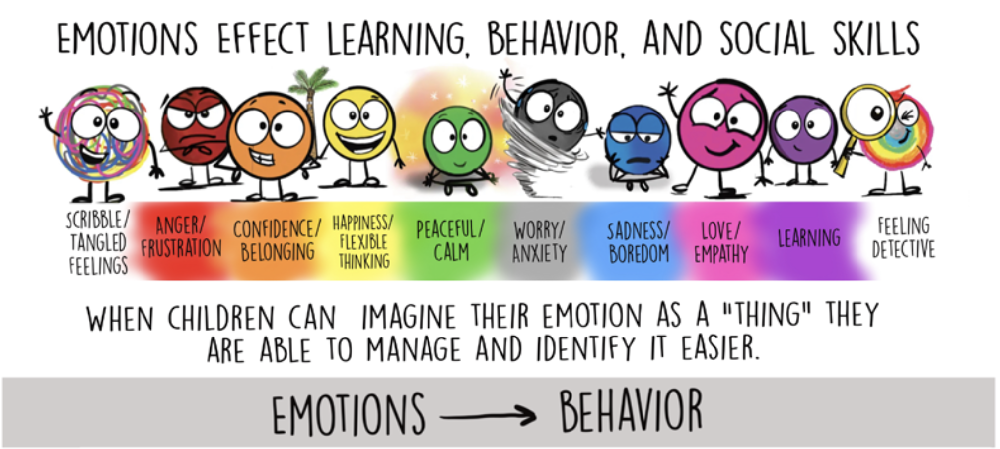 EMOTIONS EFFECT LEARNING, BEHAVIOR, AND SOCIAL SKILLS
SCRIBBLE/
TANGLED
FEELINGS
ANGER/
FRUSTRATION
CONFIDENCE/
BELONGING
HAPPINESS/
FLEXIBLE
THINKING
PEACEFUL/
CALM
WORRY/
ANXIETY
SADNESS/
BOREDOM
LOVE/
EMPATHY
LEARNING
FEELING
DETECTIVE
WHEN CHILDREN CAN IMAGINE THEIR EMOTION AS A "THING" THEY
ARE ABLE TO MANAGE AND IDENTIFY IT EASIER.
EMOTIONS → BEHAVIOR